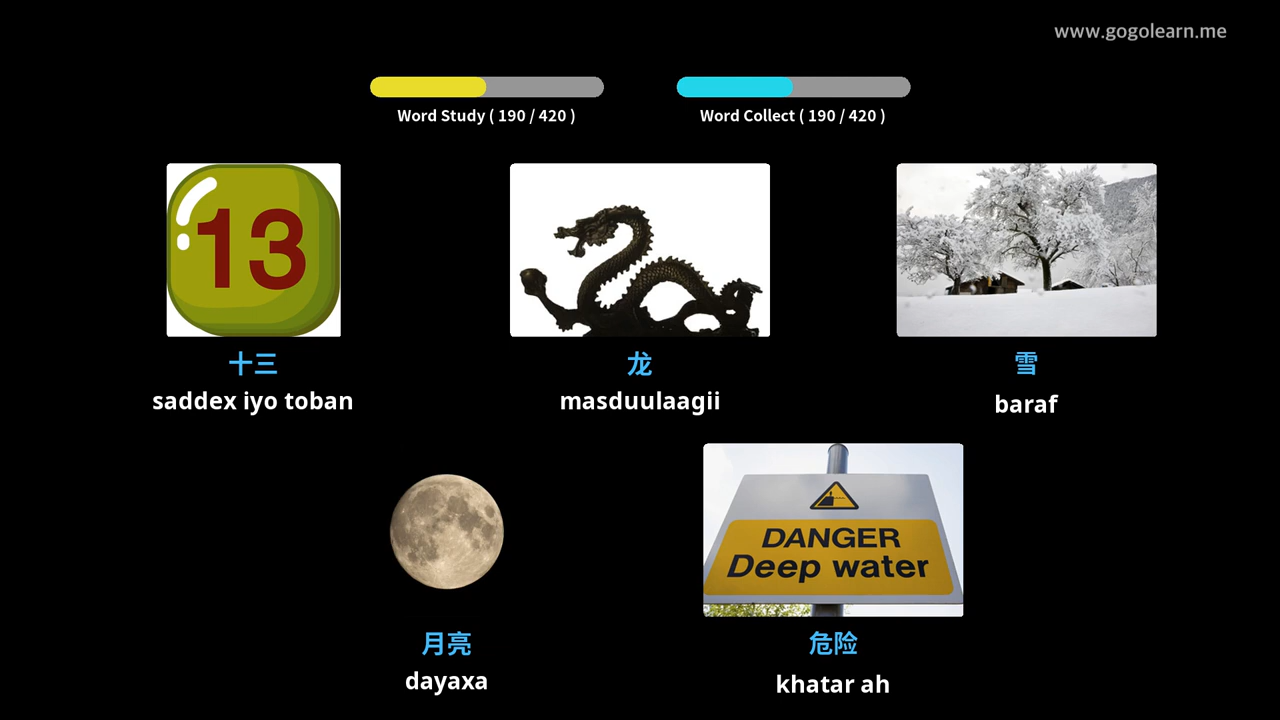 www.gogolearn.me
Word Study ( 190 / 420 )
Word Collect ( 190 / 420 )
13
十三
saddex iyo toban
龙
masduulaagii
雪
baraf
月亮
dayaxa
DANGER
Deep water
危险
khatar ah